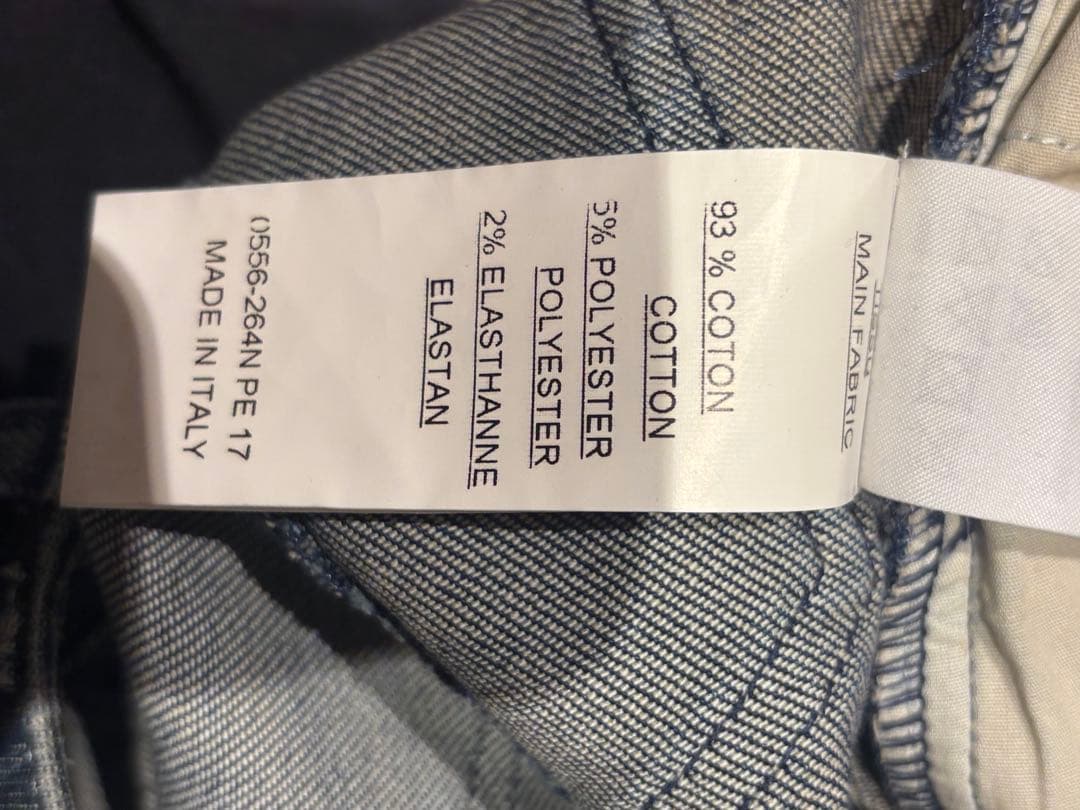 MAIN FABRIC
93 % COTON
COTTON
5% POLYESTER
POLYESTER
2% ELASTHANNE
ELASTAN
0556-264N PE 17
MADE IN ITALY